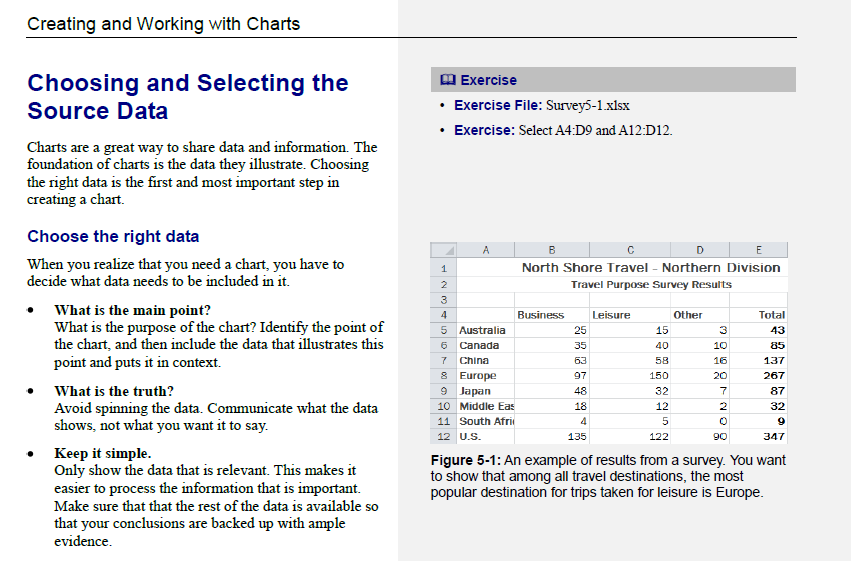 Creating and Working with Charts
Choosing and Selecting the
Source Data
Charts are a great way to share data and information. The
foundation of charts is the data they illustrate. Choosing
the right data is the first and most important step in
creating a chart.
Choose the right data
When you realize that you need a chart, you have to
decide what data needs to be included in it.
• What is the main point?
What is the purpose of the chart? Identify the point of
the chart, and then include the data that illustrates this
point and puts it in context.
• What is the truth?
Avoid spinning the data. Communicate what the data
shows, not what you want it to say.
• Keep it simple.
Only show the data that is relevant. This makes it
easier to process the information that is important.
Make sure that that the rest of the data is available so
that your conclusions are backed up with ample
evidence.
Exercise
• Exercise File: Survey5-1.xlsx
• Exercise: Select A4:D9 and A12:D12.
A B C D E
1 North Shore Travel - Northern Division
2 Travel Purpose Survey Results
3
4 Business Leisure Other Total
5 Australia 25 15 3 43
6 Canada 35 40 10 85
7 China 63 58 16 137
8 Europe 97 150 20 267
9 Japan 48 32 7 87
10 Middle Eas 18 12 2 32
11 South Afri 4 5 0 9
12 U.S. 135 122 90 347
Figure 5-1: An example of results from a survey. You want
to show that among all travel destinations, the most
popular destination for trips taken for leisure is Europe.